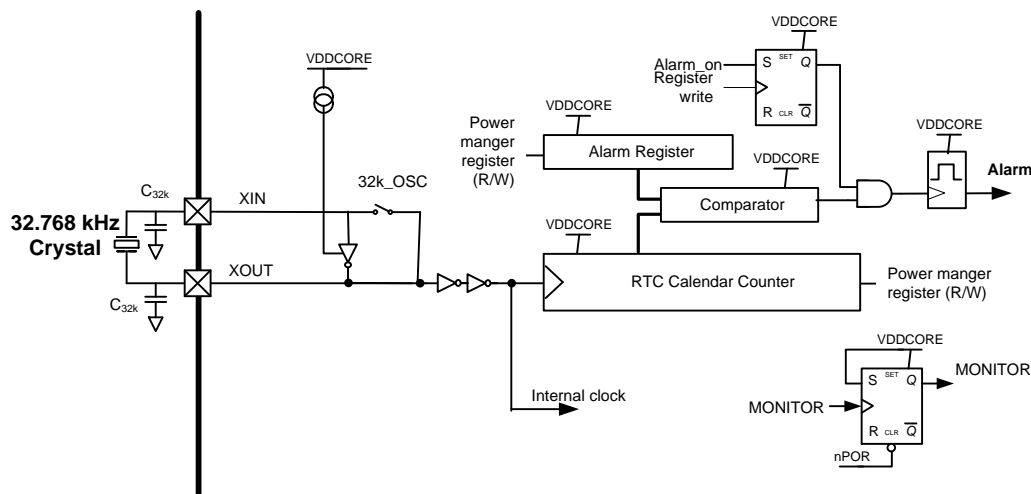 VDDCORE
VDDCORE
Alarm_on
Register
write
S SET Q
R CLR Q
VDDCORE
Power
manger
register
(R/W)
Alarm Register
VDDCORE
Alarm
VDDCORE
Comparator
32k_OSC
C32k
XIN
32.768 kHz
Crystal
XOUT
C32k
VDDCORE
RTC Calendar Counter
Power manger
register (R/W)
Internal clock
VDDCORE
S SET Q
MONITOR
MONITOR
R CLR Q
nPOR